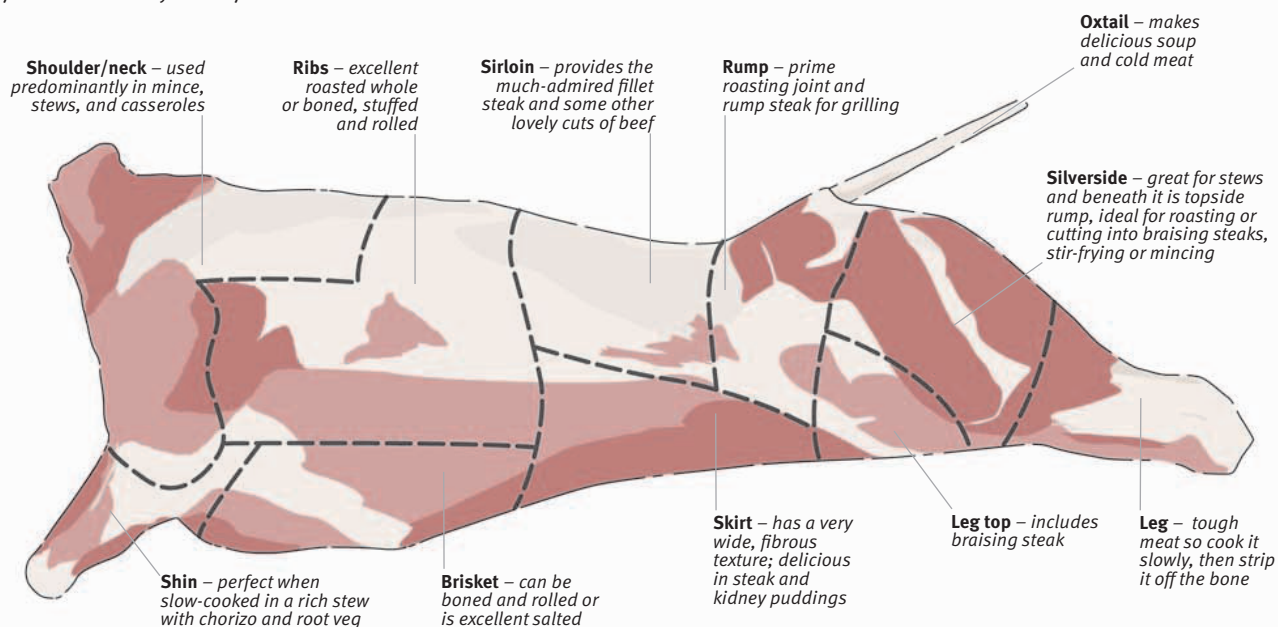 Oxtail – makes
delicious soup
and cold meat
Shoulder/neck – used
predominantly in mince,
stews, and casseroles
Ribs – excellent
roasted whole
or boned, stuffed
and rolled
Sirloin – provides the
much-admired fillet
steak and some other
lovely cuts of beef
Rump – prime
roasting joint and
rump steak for grilling
Silverside – great for stews
and beneath it is topside
rump, ideal for roasting or
cutting into braising steaks,
stir-frying or mincing
Shin – perfect when
slow-cooked in a rich stew
with chorizo and root veg
Brisket – can be
boned and rolled or
is excellent salted
Skirt – has a very
wide, fibrous
texture; delicious
in steak and
kidney puddings
Leg top – includes
braising steak
Leg – tough
meat so cook it
slowly, then strip
it off the bone